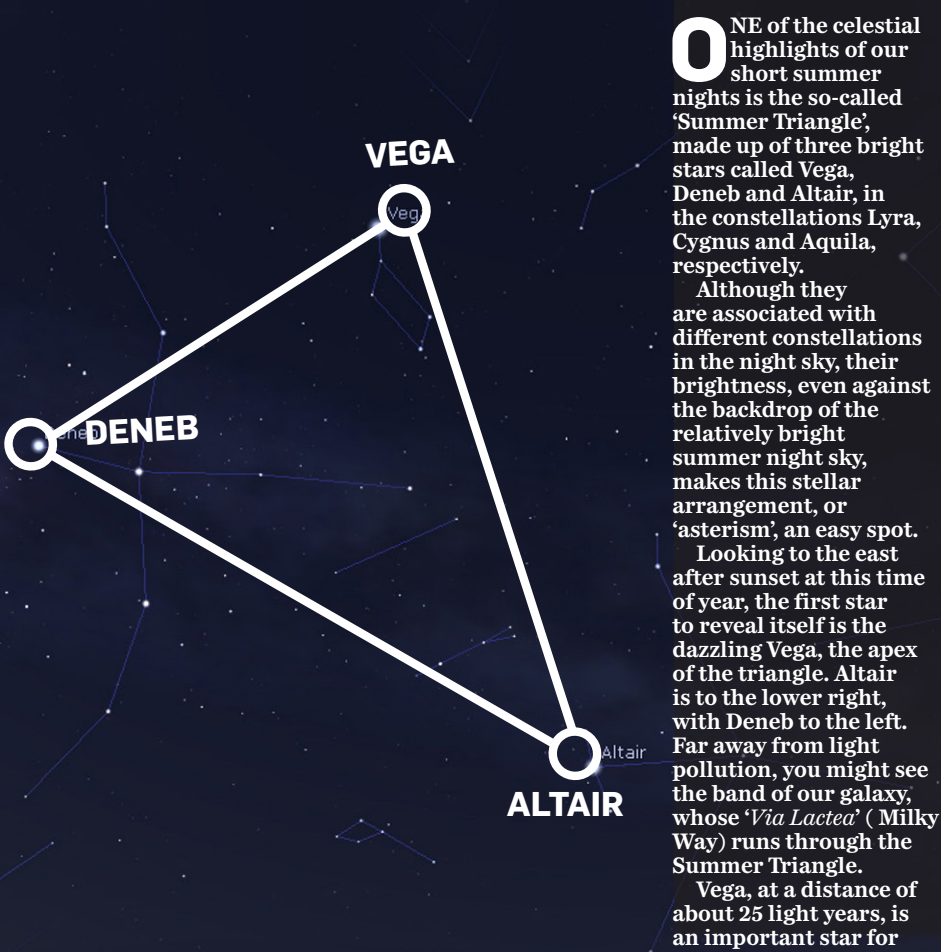 VEGA
Veg
DENEB
Deneb
Altair
ALTAIR
ONE of the celestial
highlights of our
short summer
nights is the so-called
‘Summer Triangle’,
made up of three bright
stars called Vega,
Deneb and Altair, in
the constellations Lyra,
Cygnus and Aquila,
respectively.
Although they
are associated with
different constellations
in the night sky, their
brightness, even against
the backdrop of the
relatively bright
summer night sky,
makes this stellar
arrangement, or
‘asterism’, an easy spot.
Looking to the east
after sunset at this time
of year, the first star
to reveal itself is the
dazzling Vega, the apex
of the triangle. Altair
is to the lower right,
with Deneb to the left.
Far away from light
pollution, you might see
the band of our galaxy,
whose ‘Via Lactea’ ( Milky
Way) runs through the
Summer Triangle.
Vega, at a distance of
about 25 light years, is
an important star for